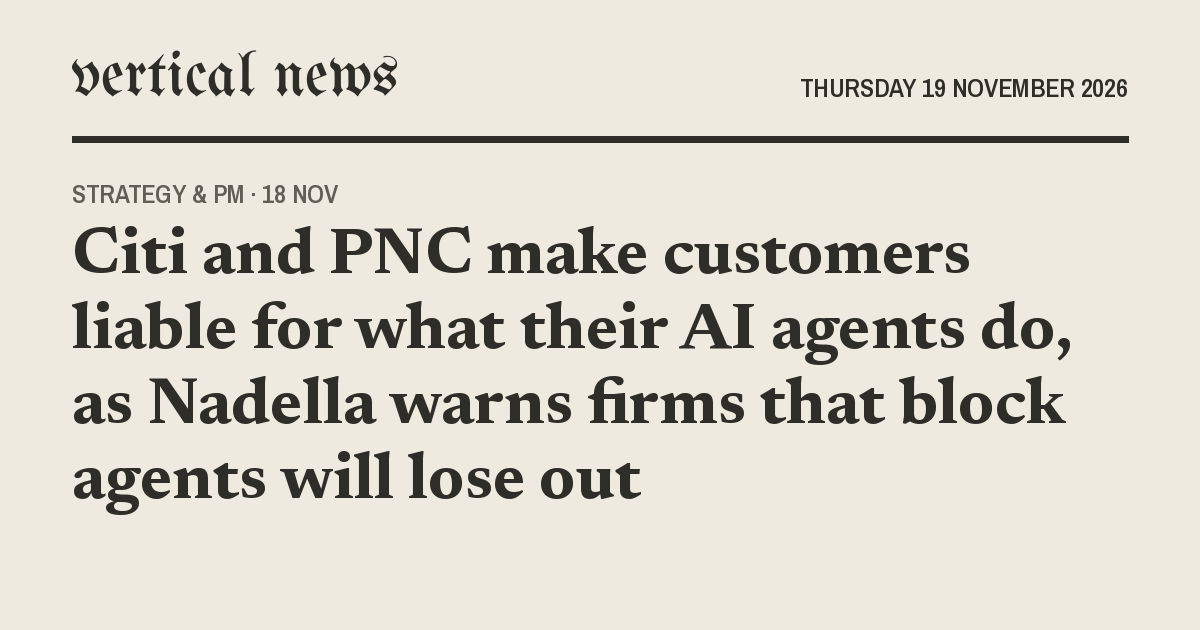 vertical news
THURSDAY 19 NOVEMBER 2026
STRATEGY & PM · 18 NOV
Citi and PNC make customers
liable for what their AI agents do,
as Nadella warns firms that block
agents will lose out